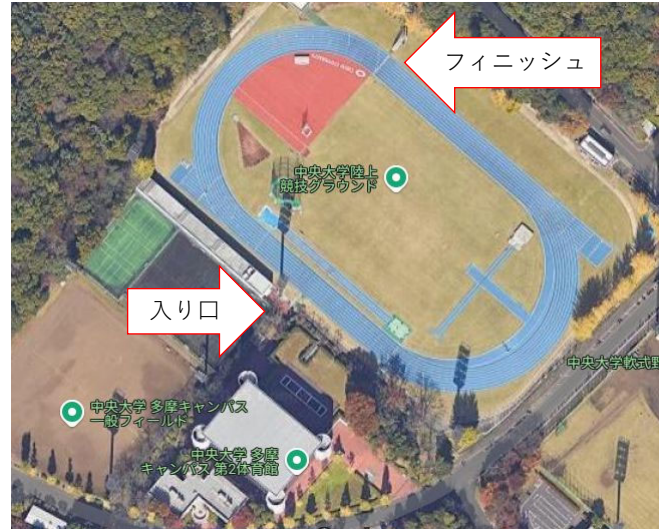 フィニッシュ
中央大学陸上
競技グラウンド
入り口
中央大学軟式野
中央大学 多摩キャンパス
一般フィールド
中央大学 多摩
キャンパス 第2体育館